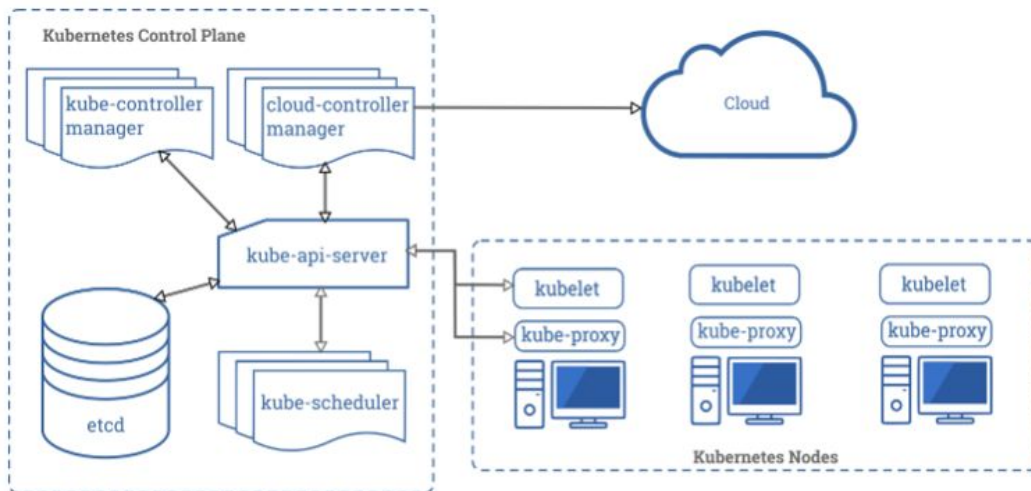 Kubernetes Control Plane
kube-controller
manager
cloud-controller
manager
Cloud
kube-api-server
kubelet
kubelet
kubelet
kube-proxy
kube-proxy
kube-proxy
etcd
kube-scheduler
Kubernetes Nodes